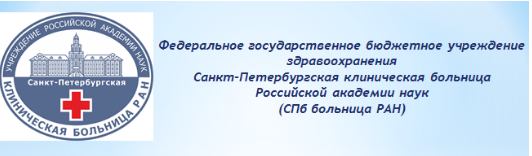 УЧРЕЖДЕНИЕ РОССИЙСКОЙ АКАДЕМИИ НАУК
Санкт-Петербургская
КЛИНИЧЕСКАЯ БОЛЬНИЦА РАН
Федеральное государственное бюджетное учреждение
здравоохранения
Санкт-Петербургская клиническая больница
Российской академии наук
(СПб больница РАН)